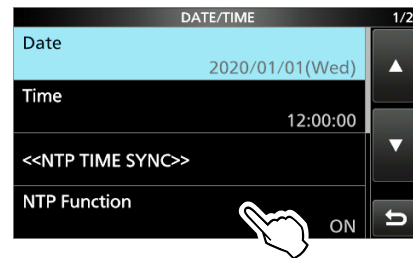 DATE/TIME 1/2
Date
2020/01/01(Wed)
Time
12:00:00
<<NTP TIME SYNC>>
NTP Function
ON